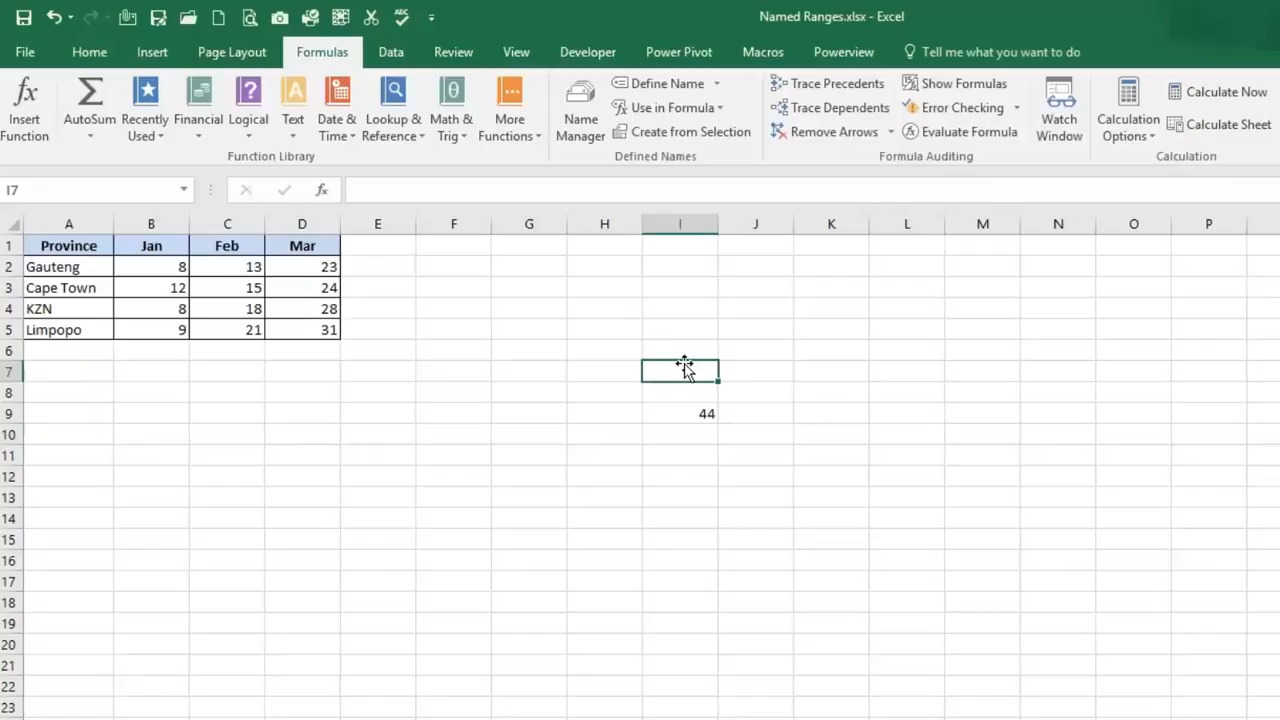 Named Ranges.xlsx - Excel
File Home Insert Page Layout Formulas Data Review View Developer Power Pivot Macros Powerview Tell me what you want to do
fx Σ ? A θ Define Name Trace Precedents Show Formulas Calculate Now
Insert Function AutoSum Recently Used Financial Logical Text Date & Time Lookup & Reference Math & Trig More Functions Name Manager Use in Formula Trace Dependents Error Checking Watch Window Calculation Options Calculate Sheet
Create from Selection Remove Arrows Evaluate Formula
Function Library Defined Names Formula Auditing Calculation
I7 fx
A B C D E F G H I J K L M N O P
1 Province Jan Feb Mar
2 Gauteng 8 13 23
3 Cape Town 12 15 24
4 KZN 8 18 28
5 Limpopo 9 21 31
6
7
8
9 44
10
11
12
13
14
15
16
17
18
19
20
21
22
23